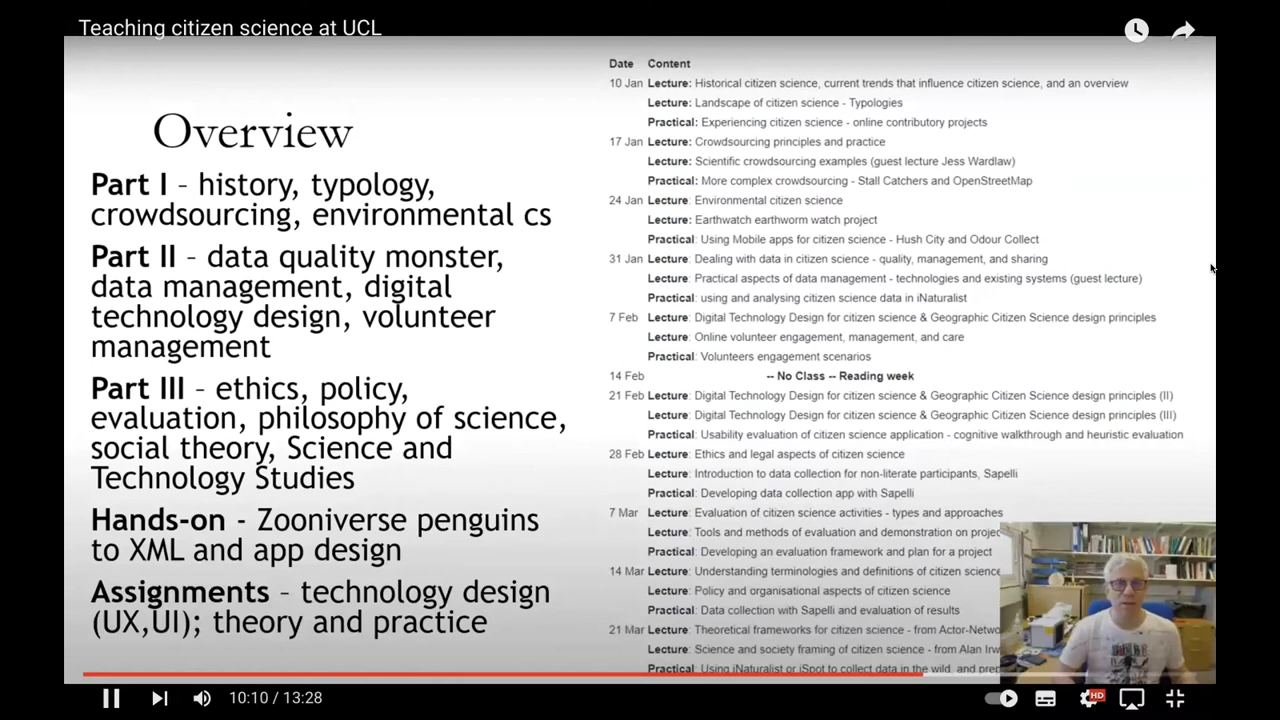 Teaching citizen science at UCL
Overview
Part I – history, typology,
crowdsourcing, environmental cs
Part II – data quality monster,
data management, digital
technology design, volunteer
management
Part III – ethics, policy,
evaluation, philosophy of science,
social theory, Science and
Technology Studies
Hands-on - Zooniverse penguins
to XML and app design
Assignments – technology design
(UX,UI); theory and practice
Date Content
10 Jan Lecture: Historical citizen science, current trends that influence citizen science, and an overview
Lecture: Landscape of citizen science - Typologies
Practical: Experiencing citizen science - online contributory projects
17 Jan Lecture: Crowdsourcing principles and practice
Lecture: Scientific crowdsourcing examples (guest lecture Jess Wardlaw)
Practical: More complex crowdsourcing - Stall Catchers and OpenStreetMap
24 Jan Lecture: Environmental citizen science
Lecture: Earthwatch earthworm watch project
Practical: Using Mobile apps for citizen science - Hush City and Odour Collect
31 Jan Lecture: Dealing with data in citizen science - quality, management, and sharing
Lecture: Practical aspects of data management - technologies and existing systems (guest lecture)
Practical: using and analysing citizen science data in iNaturalist
7 Feb Lecture: Digital Technology Design for citizen science & Geographic Citizen Science design principles
Lecture: Online volunteer engagement, management, and care
Practical: Volunteers engagement scenarios
14 Feb -- No Class -- Reading week
21 Feb Lecture: Digital Technology Design for citizen science & Geographic Citizen Science design principles (II)
Lecture: Digital Technology Design for citizen science & Geographic Citizen Science design principles (III)
Practical: Usability evaluation of citizen science application - cognitive walkthrough and heuristic evaluation
28 Feb Lecture: Ethics and legal aspects of citizen science
Lecture: Introduction to data collection for non-literate participants, Sapelli
Practical: Developing data collection app with Sapelli
7 Mar Lecture: Evaluation of citizen science activities - types and approaches
Lecture: Tools and methods of evaluation and demonstration on projec
Practical: Developing an evaluation framework and plan for a project
14 Mar Lecture: Understanding terminologies and definitions of citizen science
Lecture: Policy and organisational aspects of citizen science
Practical: Data collection with Sapelli and evaluation of results
21 Mar Lecture: Theoretical frameworks for citizen science - from Actor-Netwo
Lecture: Science and society framing of citizen science - from Alan Irw
Practical: Using iNaturalist or iSpot to collect data in the wild, and prep
10:10 / 13:28
HD